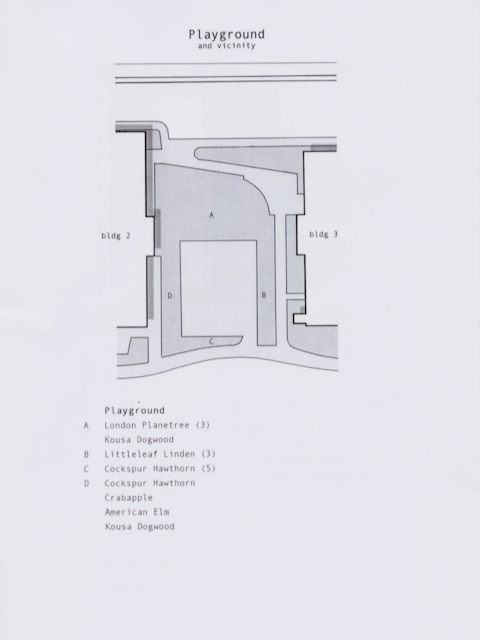 Playground
and vicinity
A
bldg 2
bldg 3
D
B
C
Playground
A London Planetree (3)
Kousa Dogwood
B Littleleaf Linden (3)
C Cockspur Hawthorn (5)
D Cockspur Hawthorn
Crabapple
American Elm
Kousa Dogwood